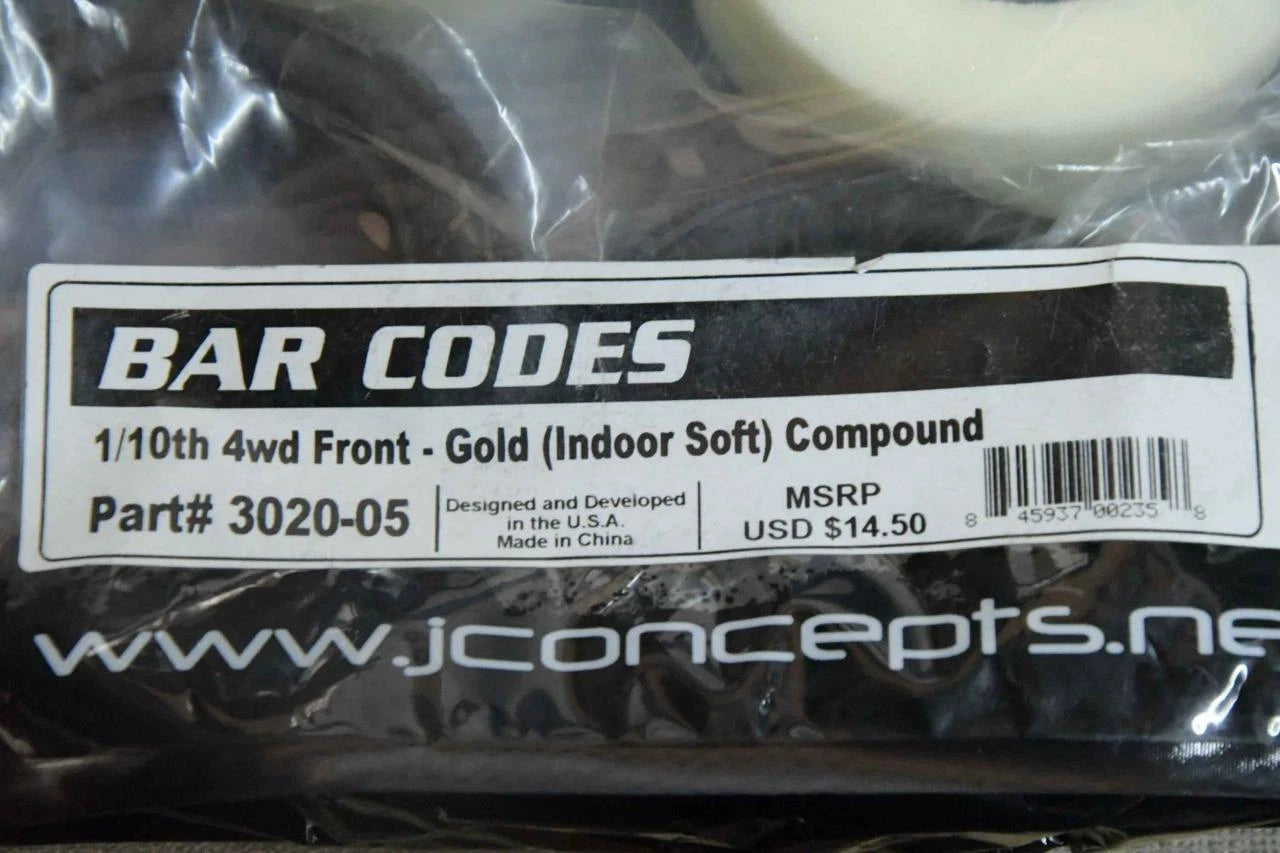 BAR CODES
1/10th 4wd Front - Gold (Indoor Soft) Compound
Part# 3020-05
Designed and Developed
in the U.S.A.
Made in China
MSRP
USD $14.50
8 45937 00235 8
www.jconcepts.ne